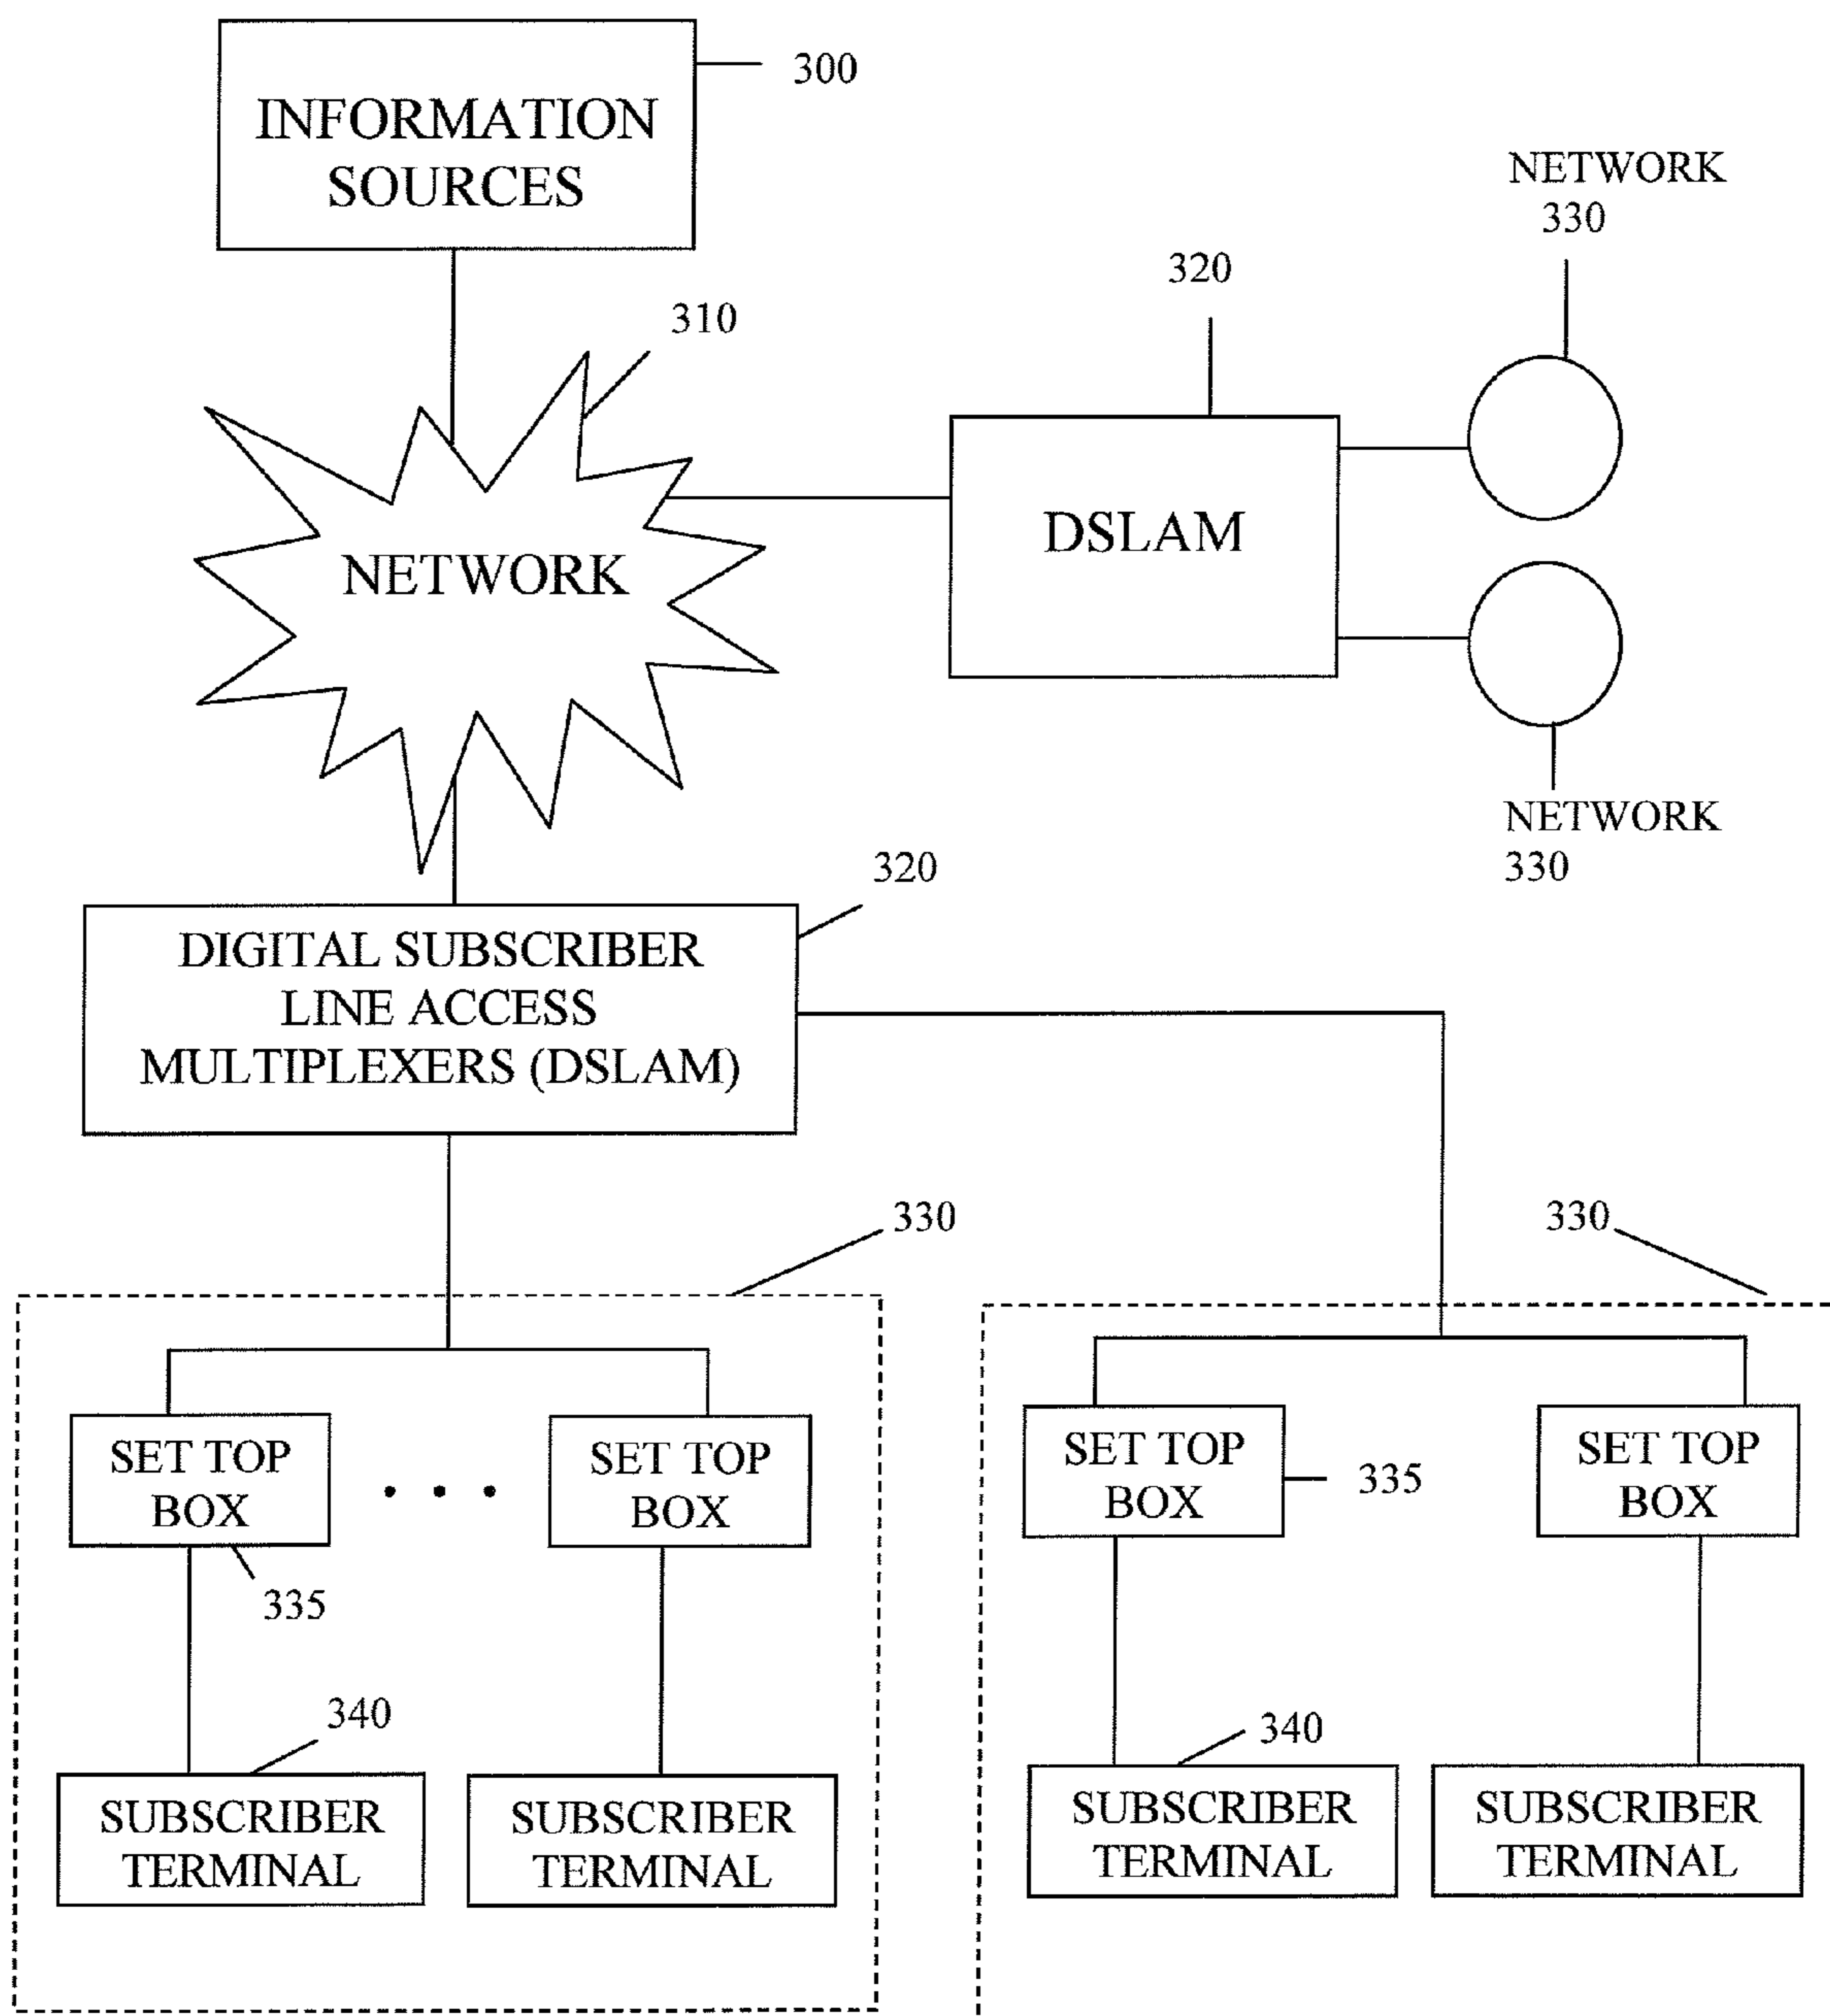 300
INFORMATION
SOURCES
NETWORK
330
320
310
DSLAM
NETWORK
NETWORK
330
320
DIGITAL SUBSCRIBER
LINE ACCESS
MULTIPLEXERS (DSLAM)
330
330
SET TOP
BOX
• • •
SET TOP
BOX
SET TOP
BOX
335
SET TOP
BOX
335
340
340
SUBSCRIBER
TERMINAL
SUBSCRIBER
TERMINAL
SUBSCRIBER
TERMINAL
SUBSCRIBER
TERMINAL